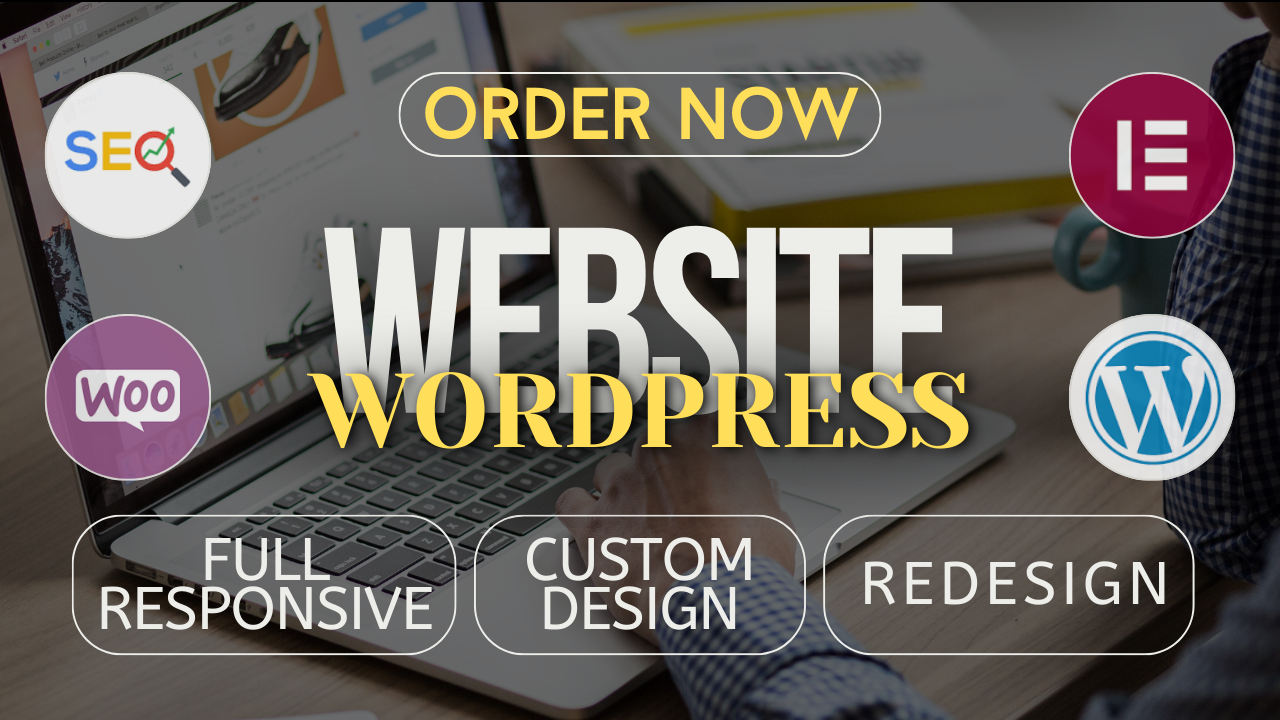 ORDER NOW
SEO
WEBSITE
WORDPRESS
WOO
W
FULL
RESPONSIVE
CUSTOM
DESIGN
REDESIGN